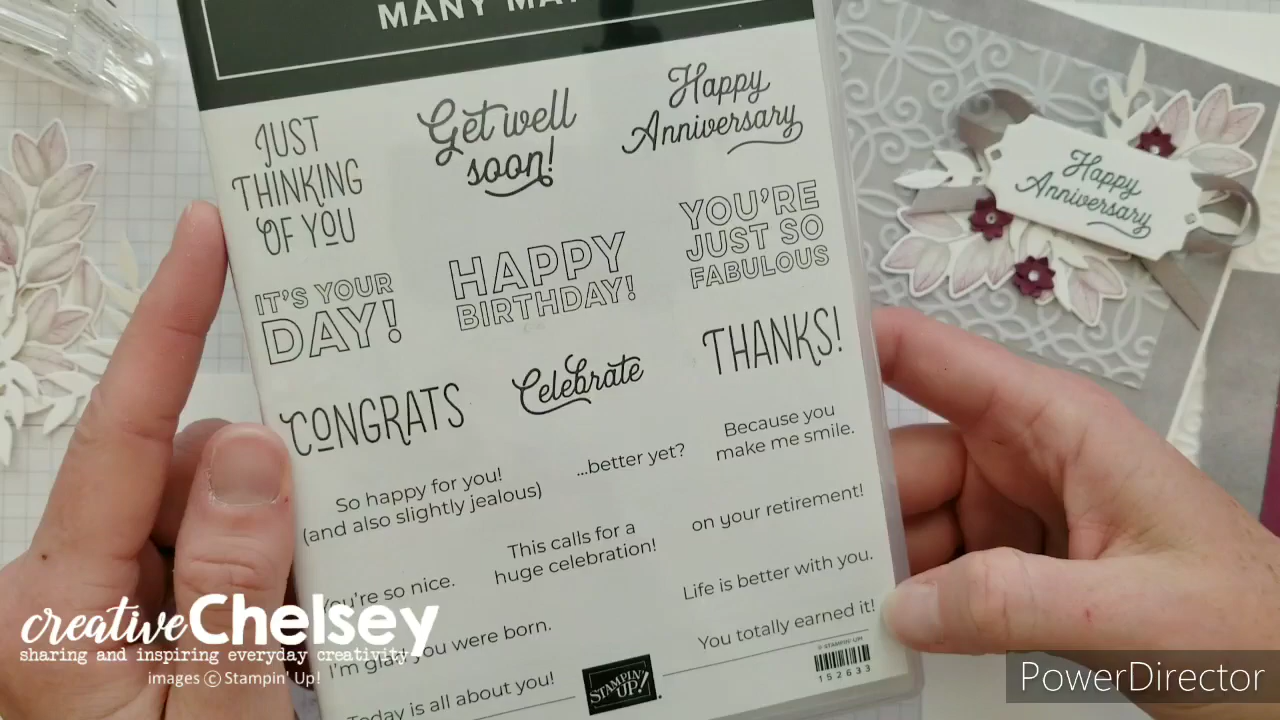 MANY
JUST
THINKING
OF YOU
Get well
soon!
Happy
Anniversary
IT'S YOUR
DAY!
HAPPY
BIRTHDAY!
YOU'RE
JUST SO
FABULOUS
CONGRATS
Celebrate
THANKS!
So happy for you!
(and also slightly jealous)
...better yet?
Because you
make me smile.
This calls for a
huge celebration!
on your retirement!
You're so nice.
Life is better with you.
I'm glad you were born.
You totally earned it!
Today is all about you!
STAMPIN' UP!
© STAMPIN' UP!
152633
Happy
Anniversary
creativeChelsey
sharing and inspiring everyday creativity
images © Stampin' Up!
PowerDirector